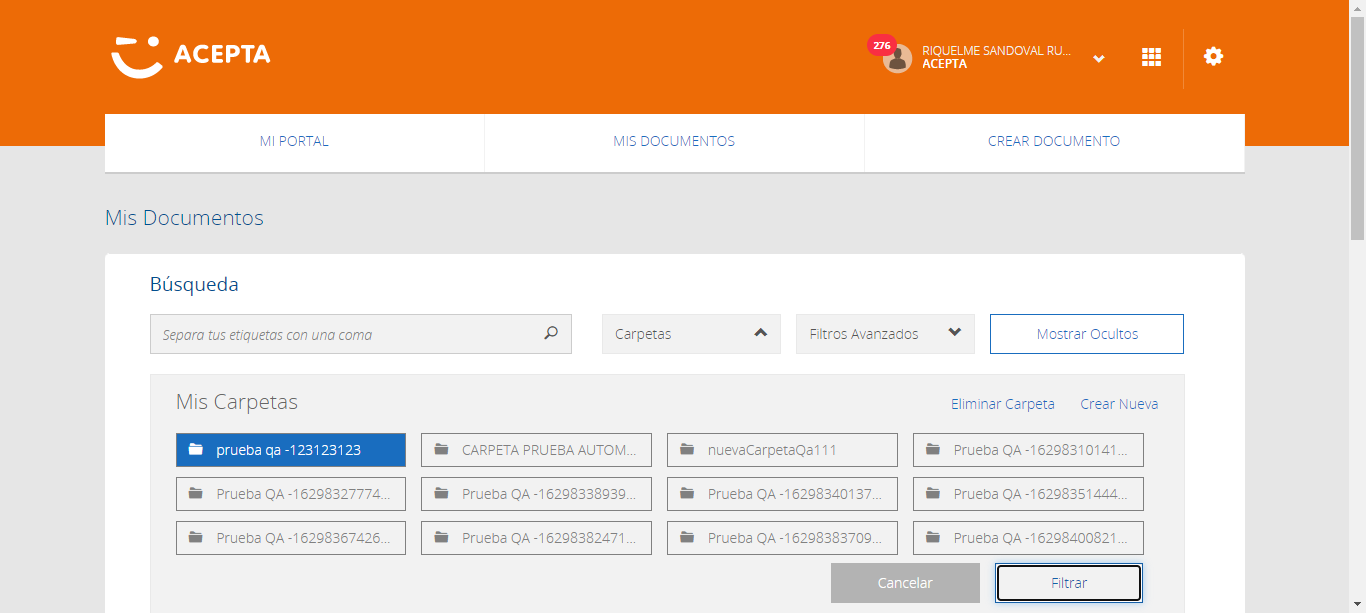 ACEPTA
276
RIQUELME SANDOVAL RU...
ACEPTA
MI PORTAL
MIS DOCUMENTOS
CREAR DOCUMENTO
Mis Documentos
Búsqueda
Separa tus etiquetas con una coma
Carpetas
Filtros Avanzados
Mostrar Ocultos
Mis Carpetas
Eliminar Carpeta
Crear Nueva
prueba qa -123123123
CARPETA PRUEBA AUTOM...
nuevaCarpetaQa111
Prueba QA -16298310141...
Prueba QA -16298327774...
Prueba QA -16298338939...
Prueba QA -16298340137...
Prueba QA -16298351444...
Prueba QA -16298367426...
Prueba QA -16298382471...
Prueba QA -16298383709...
Prueba QA -16298400821...
Cancelar
Filtrar